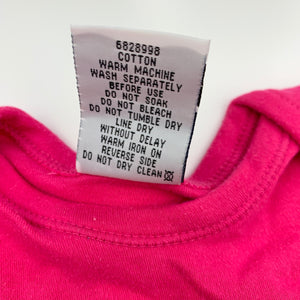 6828998
COTTON
WARM MACHINE
WASH SEPARATELY
BEFORE USE
DO NOT SOAK
DO NOT BLEACH
DO NOT TUMBLE DRY
LINE DRY
WITHOUT DELAY
WARM IRON ON
REVERSE SIDE
DO NOT DRY CLEAN